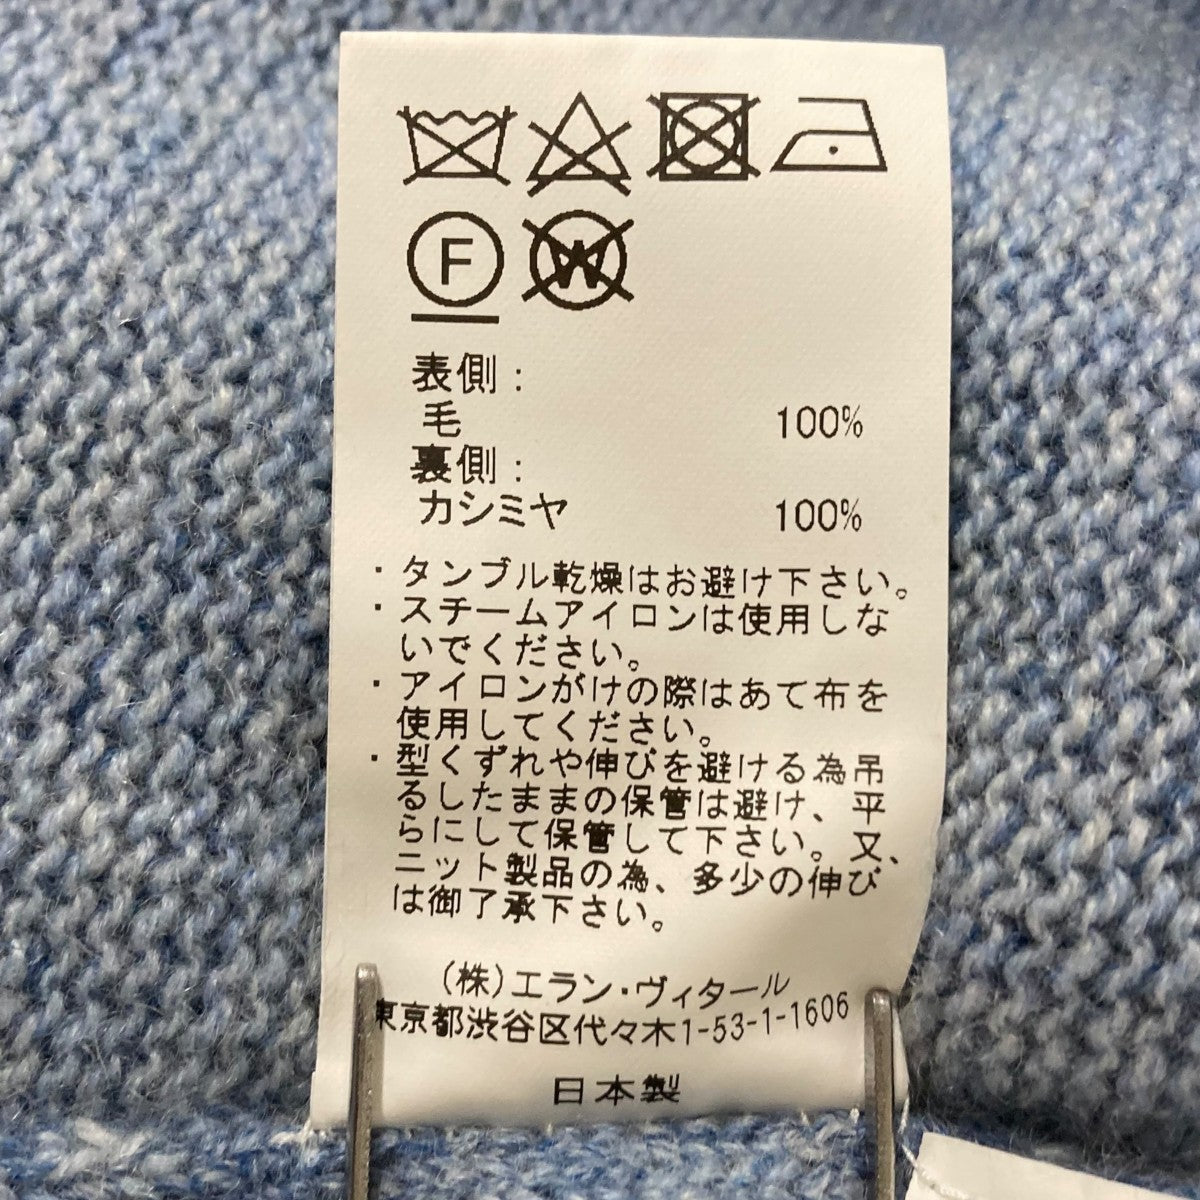 F W
表側：
毛 100%
裏側：
カシミヤ 100%
・タンブル乾燥はお避け下さい。
・スチームアイロンは使用しな
いでください。
・アイロンがけの際はあて布を
使用してください。
・型くずれや伸びを避ける為吊
るしたままの保管は避け、平
らにして保管して下さい。又、
ニット製品の為、多少の伸び
は御了承下さい。
(株)エラン・ヴィタール
東京都渋谷区代々木1-53-1-1606
日本製